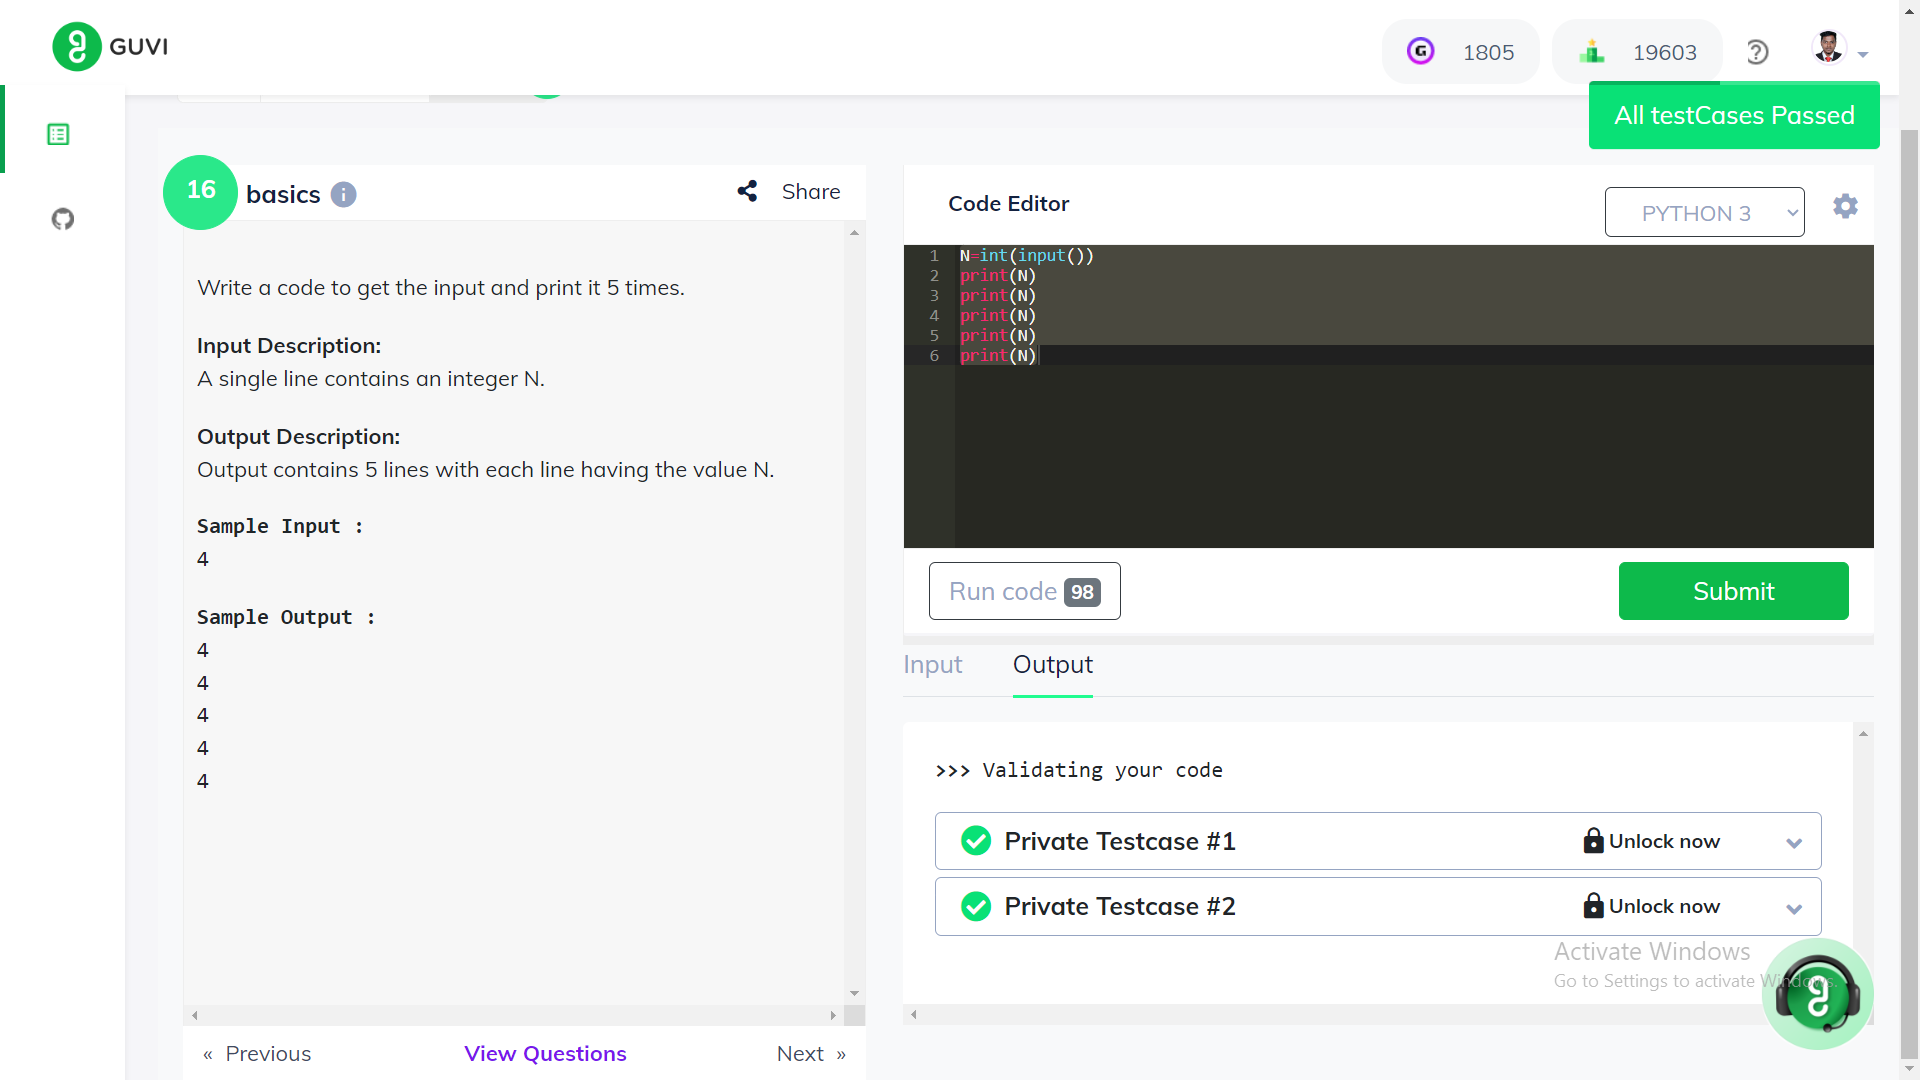 GUVI
1805
19603
All testCases Passed
16
basics
Share
Write a code to get the input and print it 5 times.
Input Description:
A single line contains an integer N.
Output Description:
Output contains 5 lines with each line having the value N.
Sample Input :
4
Sample Output :
4
4
4
4
4
« Previous
View Questions
Next »
Code Editor
PYTHON 3
1 N=int(input())
2 print(N)
3 print(N)
4 print(N)
5 print(N)
6 print(N)
Run code 98
Submit
Input
Output
>>> Validating your code
Private Testcase #1
Unlock now
Private Testcase #2
Unlock now
Activate Windows
Go to Settings to activate Windows.